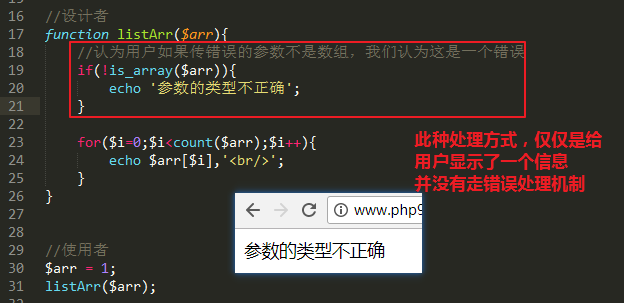 15
16 //设计者
17 function listArr($arr){
18 //认为用户如果传错误的参数不是数组，我们认为这是一个错误
19 if(!is_array($arr)){
20 echo '参数的类型不正确';
21 }
22
23 for($i=0;$i<count($arr);$i++){
24 echo $arr[$i],'<br/>';
25 }
26 }
27
28
29 //使用者
30 $arr = 1;
31 listArr($arr);
此种处理方式，仅仅是给
用户显示了一个信息
并没有走错误处理机制
www.php9
参数的类型不正确